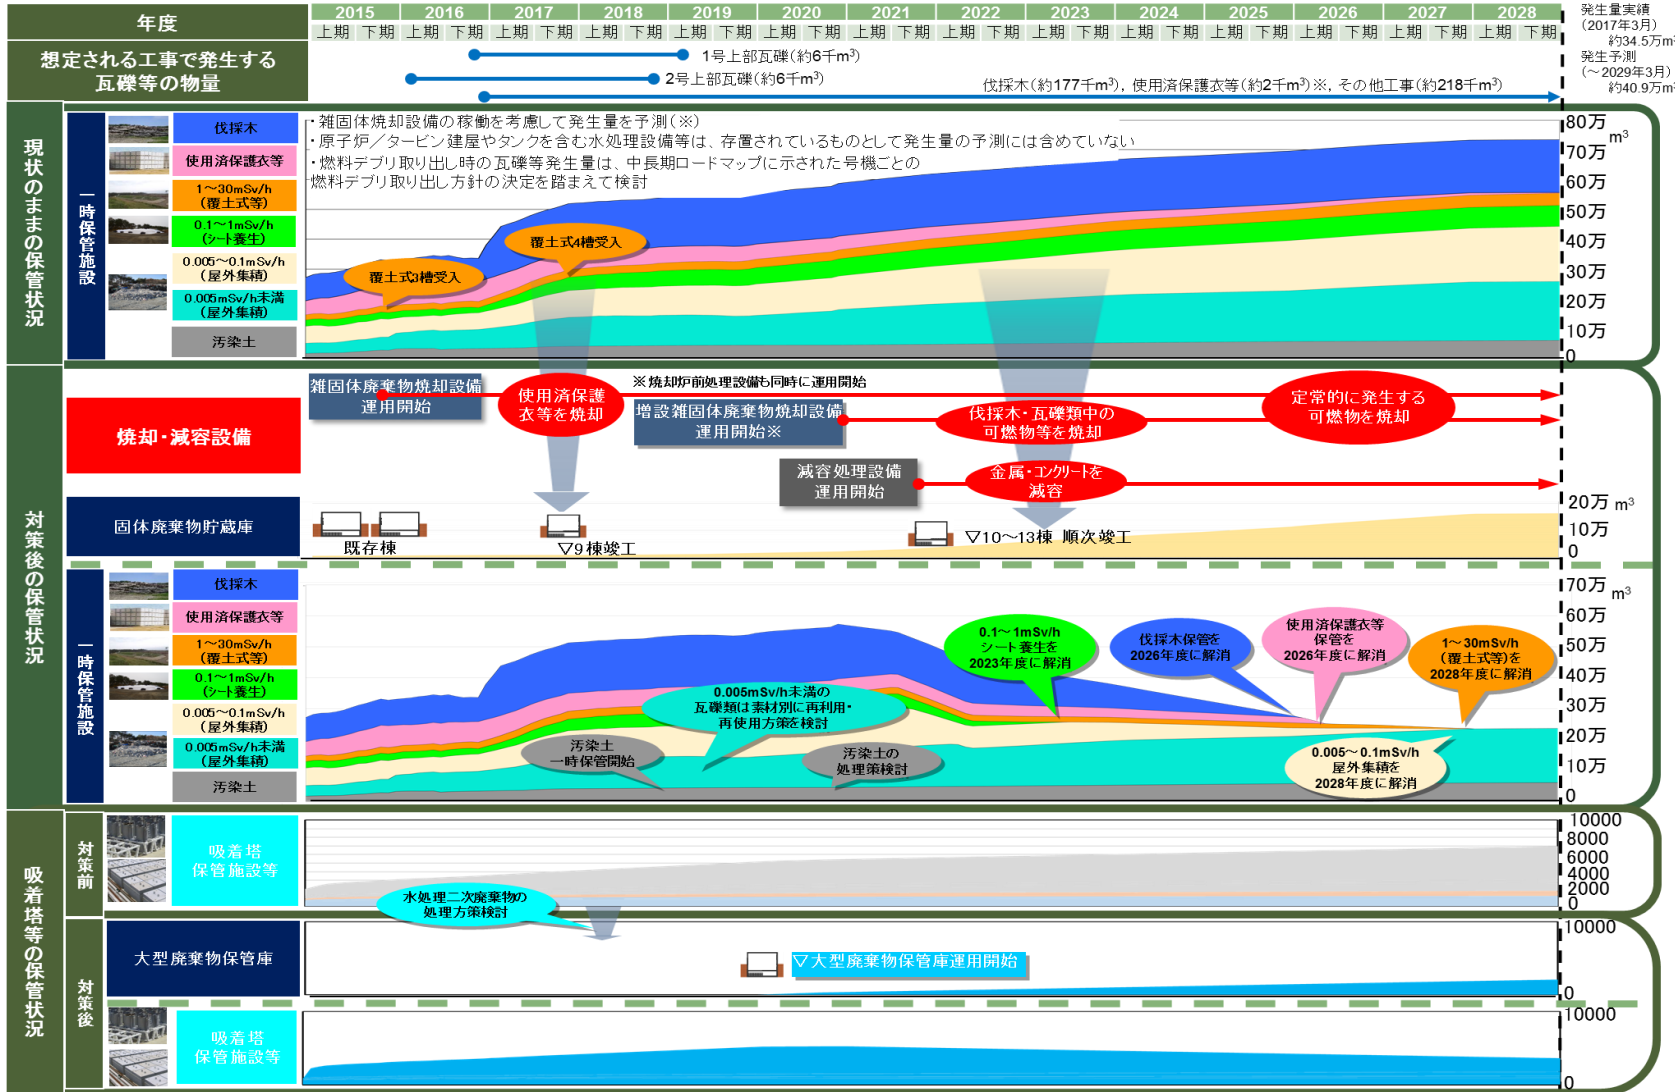 年度
2015 2016 2017 2018 2019 2020 2021 2022 2023 2024 2025 2026 2027 2028
上期 下期 上期 下期 上期 下期 上期 下期 上期 下期 上期 下期 上期 下期 上期 下期 上期 下期 上期 下期 上期 下期 上期 下期 上期 下期 上期 下期
発生量実績
(2017年3月)
約34.5万m³
発生予測
(～2029年3月)
約40.9万m³
想定される工事で発生する
瓦礫等の物量
1号上部瓦礫(約6千m³)
2号上部瓦礫(約6千m³)
伐採木(約177千m³)，使用済保護衣等(約2千m³)※，その他工事(約218千m³)
現状のままの保管状況
一時保管施設
伐採木
使用済保護衣等
1～30mSv/h
(覆土式等)
0.1～1mSv/h
(シート養生)
0.005～0.1mSv/h
(屋外集積)
0.005mSv/h未満
(屋外集積)
汚染土
・雑固体焼却設備の稼働を考慮して発生量を予測(※)
・原子炉／タービン建屋やタンクを含む水処理設備等は、存置されているものとして発生量の予測には含めていない
・燃料デブリ取り出し時の瓦礫等発生量は、中長期ロードマップに示された号機ごとの
燃料デブリ取り出し方針の決定を踏まえて検討
覆土式3槽受入
覆土式4槽受入
80万
m³
70万
60万
50万
40万
30万
20万
10万
0
対策後の保管状況
焼却・減容設備
雑固体廃棄物焼却設備
運用開始
使用済保護
衣等を焼却
※焼却炉前処理設備も同時に運用開始
増設雑固体廃棄物焼却設備
運用開始※
伐採木・瓦礫類中の
可燃物等を焼却
定常的に発生する
可燃物を焼却
減容処理設備
運用開始
金属・コンクリートを
減容
固体廃棄物貯蔵庫
既存棟
▽9棟竣工
▽10～13棟 順次竣工
20万 m³
10万
0
一時保管施設
伐採木
使用済保護衣等
1～30mSv/h
(覆土式等)
0.1～1mSv/h
(シート養生)
0.005～0.1mSv/h
(屋外集積)
0.005mSv/h未満
(屋外集積)
汚染土
0.005mSv/h未満の
瓦礫類は素材別に再利用・
再使用方策を検討
汚染土
一時保管開始
汚染土の
処理策検討
0.1～1mSv/h
シート養生を
2023年度に解消
伐採木保管を
2026年度に解消
使用済保護衣等
保管を
2026年度に解消
1～30mSv/h
(覆土式等)を
2028年度に解消
0.005～0.1mSv/h
屋外集積を
2028年度に解消
70万
m³
60万
50万
40万
30万
20万
10万
0
吸着塔等の保管状況
対策前
吸着塔
保管施設等
水処理二次廃棄物の
処理方策検討
10000
8000
6000
4000
2000
0
対策後
大型廃棄物保管庫
▽大型廃棄物保管庫運用開始
10000
0
吸着塔
保管施設等
10000
0